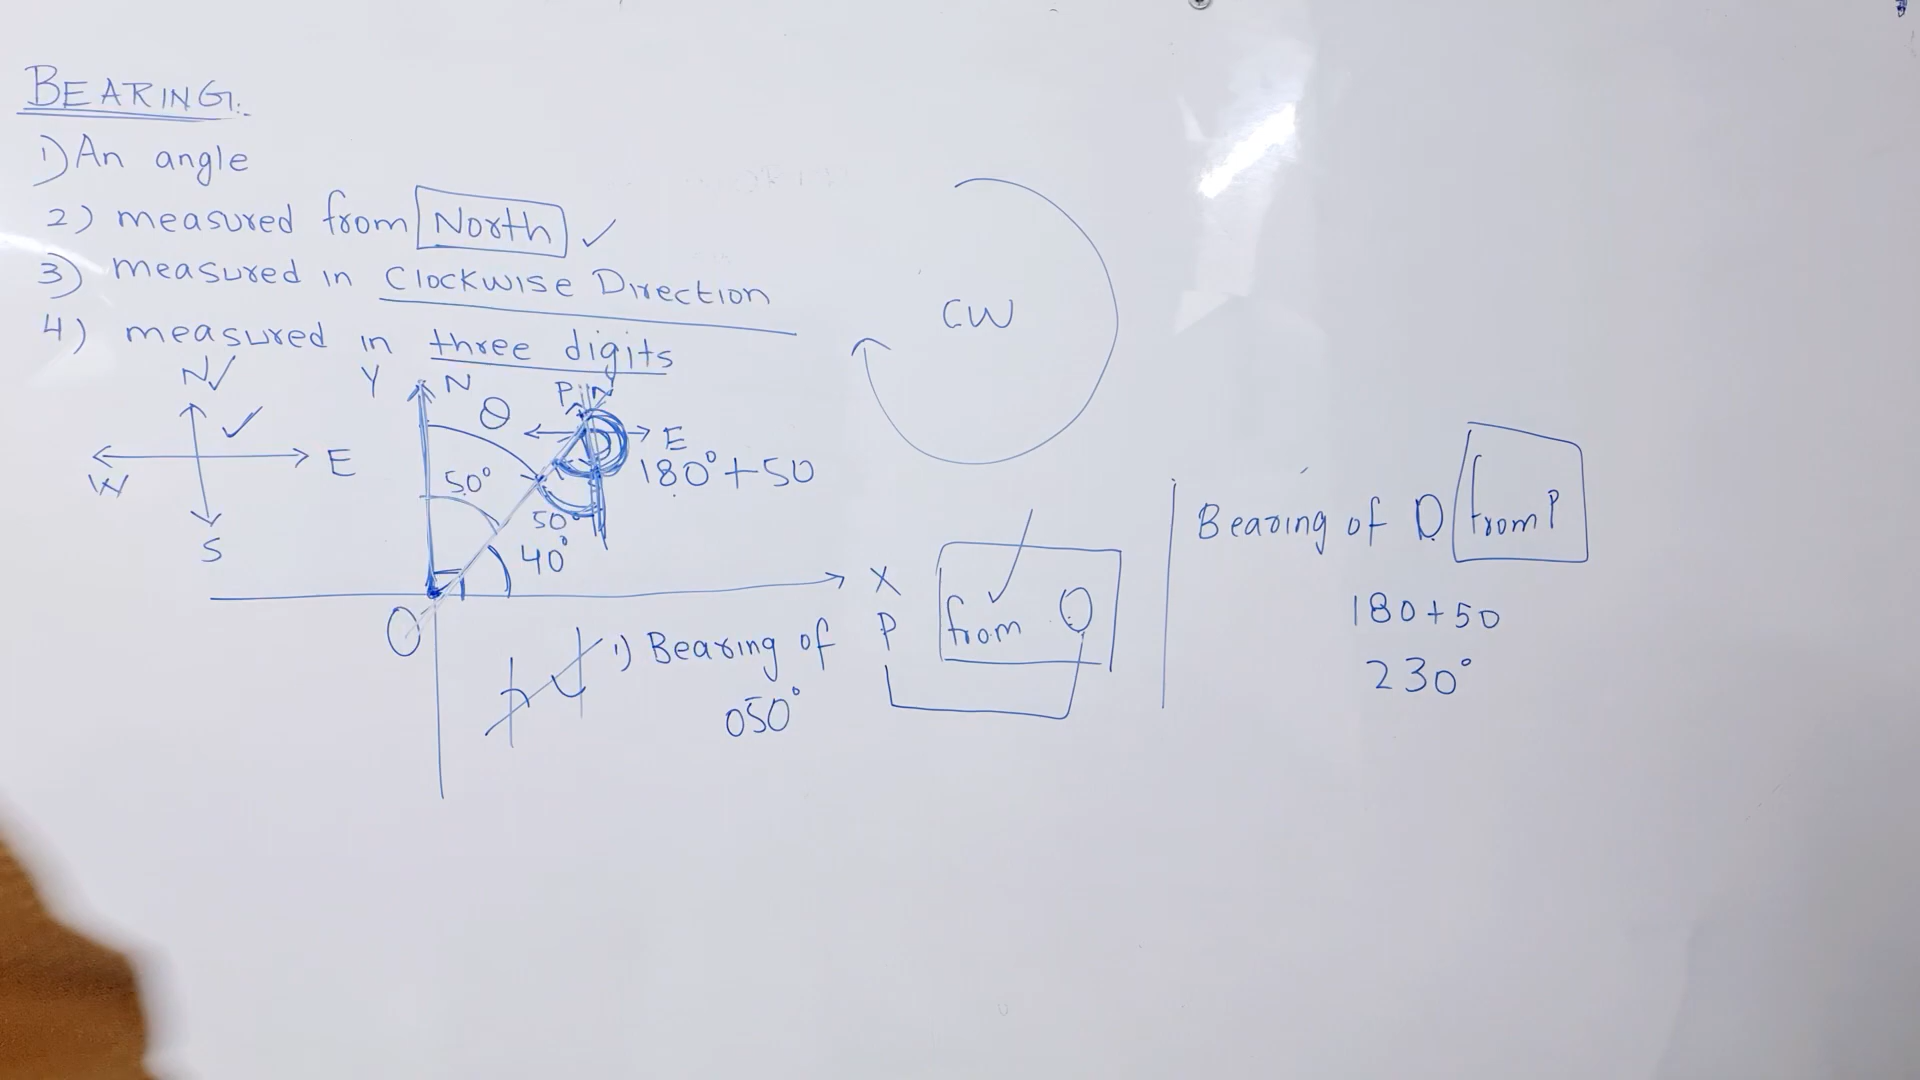 BEARING:-
1) An angle
2) measured from North ✓
3) measured in Clockwise Direction
4) measured in three digits
N ✓
W
E
S
Y
N
θ
P
N
E
50°
180° + 50
50°
40°
O
X
CW
1) Bearing of P from O
050°
Bearing of O from P
180 + 50
230°